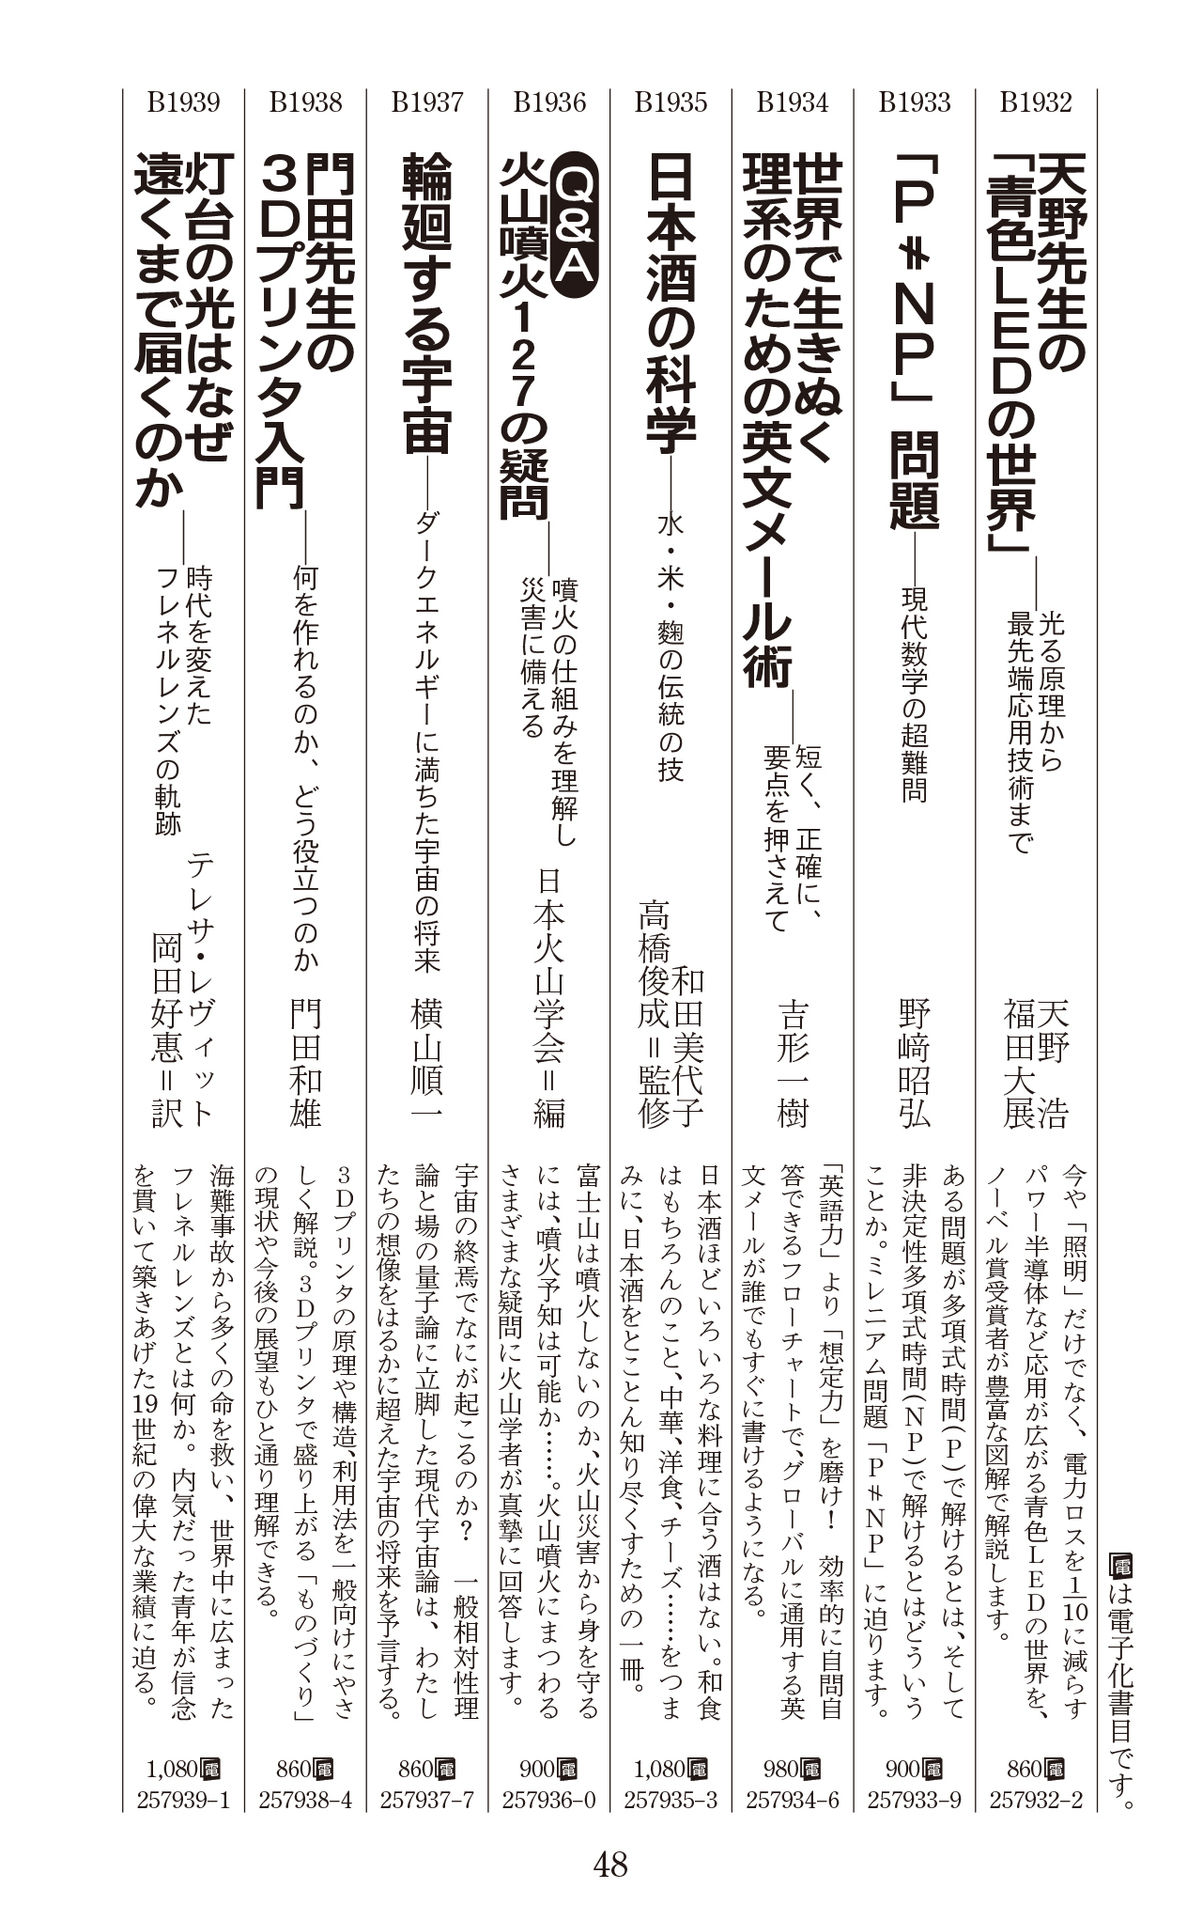 電は電子化書目です。
B1932
天野先生の
「青色LEDの世界」
光る原理から
最先端応用技術まで
天野 浩
福田大展
今や「照明」だけでなく、電力ロスを1/10に減らす
パワー半導体など応用が広がる青色LEDの世界を、
ノーベル賞受賞者が豊富な図解で解説します。
860電
257932-2
B1933
「P≠NP」問題
現代数学の超難問
野﨑昭弘
ある問題が多項式時間(P)で解けるとは、そして
非決定性多項式時間(NP)で解けるとはどういう
ことか。ミレニアム問題「P≠NP」に迫ります。
900電
257933-9
B1934
世界で生きぬく
理系のための英文メール術
短く、正確に、
要点を押さえて
吉形一樹
「英語力」より「想定力」を磨け! 効率的に自問自
答できるフローチャートで、グローバルに通用する英
文メールが誰でもすぐに書けるようになる。
980電
257934-6
B1935
日本酒の科学
水・米・麴の伝統の技
和田美代子
高橋俊成=監修
日本酒ほどいろいろな料理に合う酒はない。和食
はもちろんのこと、中華、洋食、チーズ……をつま
みに、日本酒をとことん知り尽くすための一冊。
1,080電
257935-3
B1936
Q&A
火山噴火127の疑問
噴火の仕組みを理解し
災害に備える
日本火山学会=編
富士山は噴火しないのか、火山災害から身を守る
には、噴火予知は可能か……。火山噴火にまつわる
さまざまな疑問に火山学者が真摯に回答します。
900電
257936-0
B1937
輪廻する宇宙
ダークエネルギーに満ちた宇宙の将来
横山順一
宇宙の終焉でなにが起こるのか? 一般相対性理
論と場の量子論に立脚した現代宇宙論は、わたし
たちの想像をはるかに超えた宇宙の将来を予言する。
860電
257937-7
B1938
門田先生の
3Dプリンタ入門
何を作れるのか、どう役立つのか
門田和雄
3Dプリンタの原理や構造、利用法を一般向けにやさ
しく解説。3Dプリンタで盛り上がる「ものづくり」
の現状や今後の展望もひと通り理解できる。
860電
257938-4
B1939
灯台の光はなぜ
遠くまで届くのか
時代を変えた
フレネルレンズの軌跡
テレサ・レヴィット
岡田好惠=訳
海難事故から多くの命を救い、世界中に広まった
フレネルレンズとは何か。内気だった青年が信念
を貫いて築きあげた19世紀の偉大な業績に迫る。
1,080電
257939-1
48